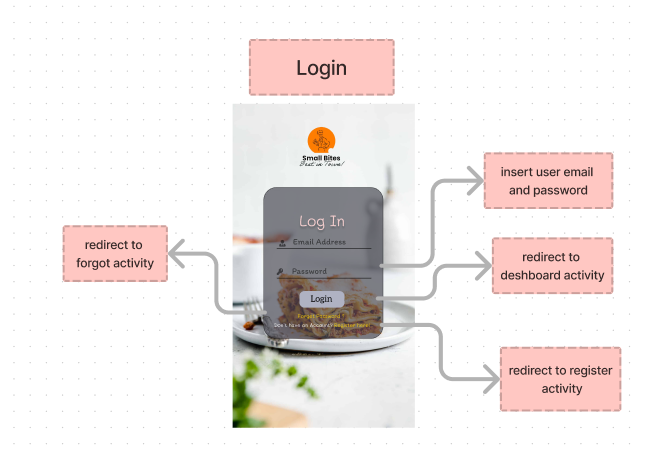 Login
Small Bites
Best in Town!
Log In
Email Address
Password
Login
Forgot Password
Don't have an Account? Register here!
insert user email
and password
redirect to
deshboard activity
redirect to register
activity
redirect to
forgot activity